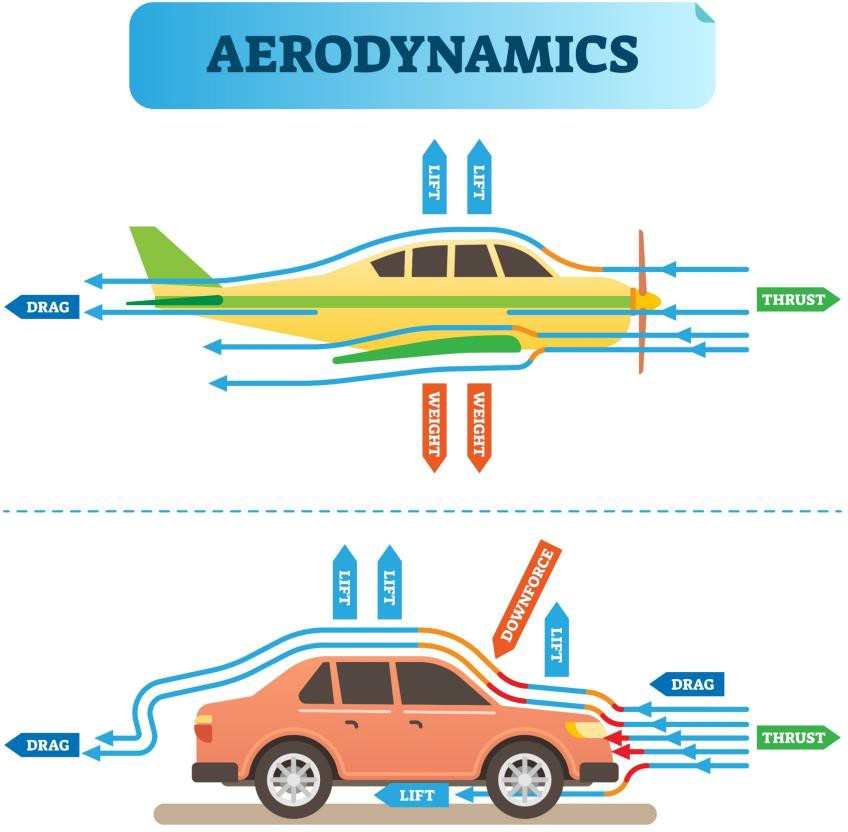 AERODYNAMICS
LIFT
LIFT
DRAG
THRUST
WEIGHT
WEIGHT
LIFT
LIFT
DOWNFORCE
LIFT
DRAG
DRAG
THRUST
LIFT